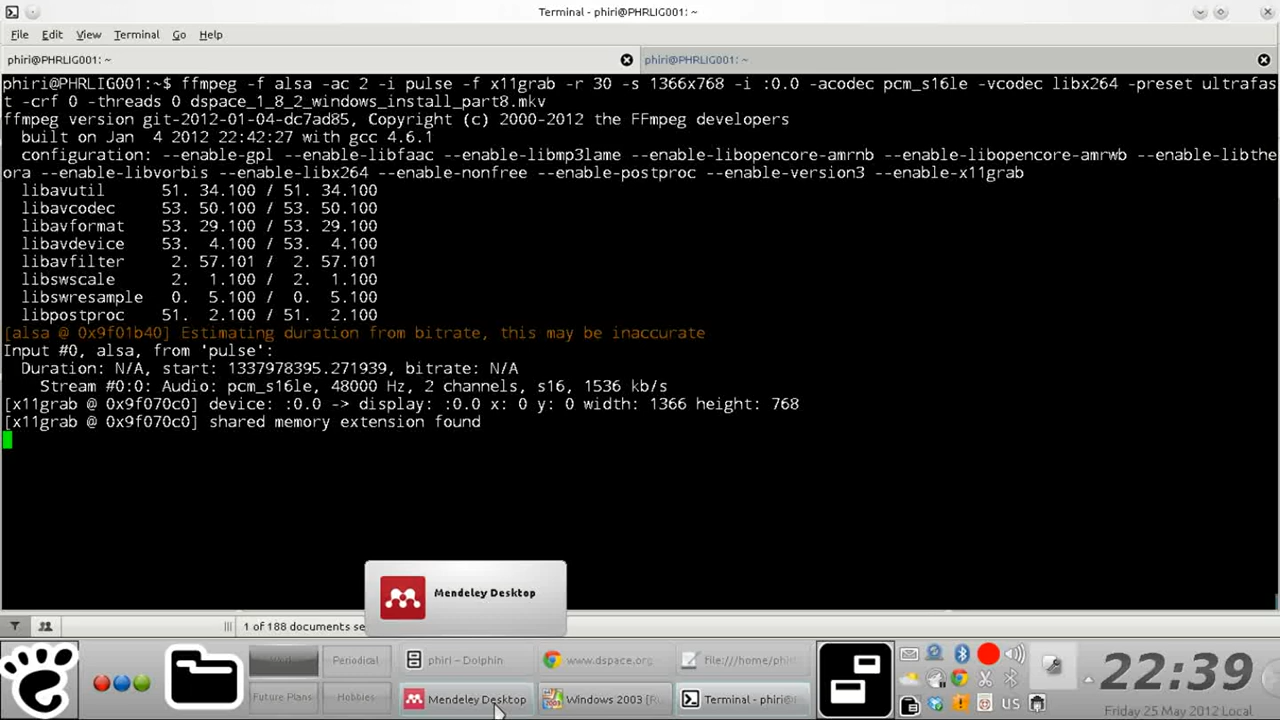 Terminal - phiri@PHRLIG001: ~
File Edit View Terminal Go Help
phiri@PHRLIG001: ~
phiri@PHRLIG001: ~
phiri@PHRLIG001:~$ ffmpeg -f alsa -ac 2 -i pulse -f x11grab -r 30 -s 1366x768 -i :0.0 -acodec pcm_s16le -vcodec libx264 -preset ultrafas
t -crf 0 -threads 0 dspace_1_8_2_windows_install_part8.mkv
ffmpeg version git-2012-01-04-dc7ad85, Copyright (c) 2000-2012 the FFmpeg developers
built on Jan  4 2012 22:42:27 with gcc 4.6.1
configuration: --enable-gpl --enable-libfaac --enable-libmp3lame --enable-libopencore-amrnb --enable-libopencore-amrwb --enable-libthe
ora --enable-libvorbis --enable-libx264 --enable-nonfree --enable-postproc --enable-version3 --enable-x11grab
libavutil 51. 34.100 / 51. 34.100
libavcodec 53. 50.100 / 53. 50.100
libavformat 53. 29.100 / 53. 29.100
libavdevice 53. 4.100 / 53. 4.100
libavfilter 2. 57.101 / 2. 57.101
libswscale 2. 1.100 / 2. 1.100
libswresample 0. 5.100 / 0. 5.100
libpostproc 51. 2.100 / 51. 2.100
[alsa @ 0x9f01b40] Estimating duration from bitrate, this may be inaccurate
Input #0, alsa, from 'pulse':
Duration: N/A, start: 1337978395.271939, bitrate: N/A
Stream #0:0: Audio: pcm_s16le, 48000 Hz, 2 channels, s16, 1536 kb/s
[x11grab @ 0x9f070c0] device: :0.0 -> display: :0.0 x: 0 y: 0 width: 1366 height: 768
[x11grab @ 0x9f070c0] shared memory extension found
Mendeley Desktop
1 of 188 documents se
Periodical
phiri – Dolphin
www.dspace.org
file:///home/phi
Future Plans
Hobbies
Mendeley Desktop
Windows 2003 [Ru
Terminal - phiri@
US
22:39
Friday 25 May 2012 Local